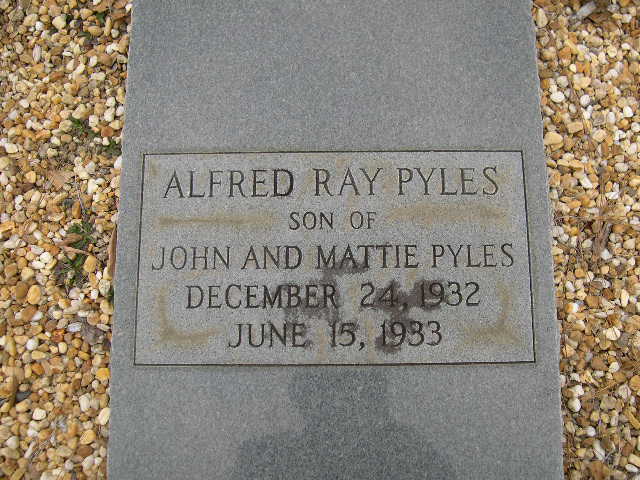 ALFRED RAY PYLES
SON OF
JOHN AND MATTIE PYLES
DECEMBER 24, 1932
JUNE 15, 1933